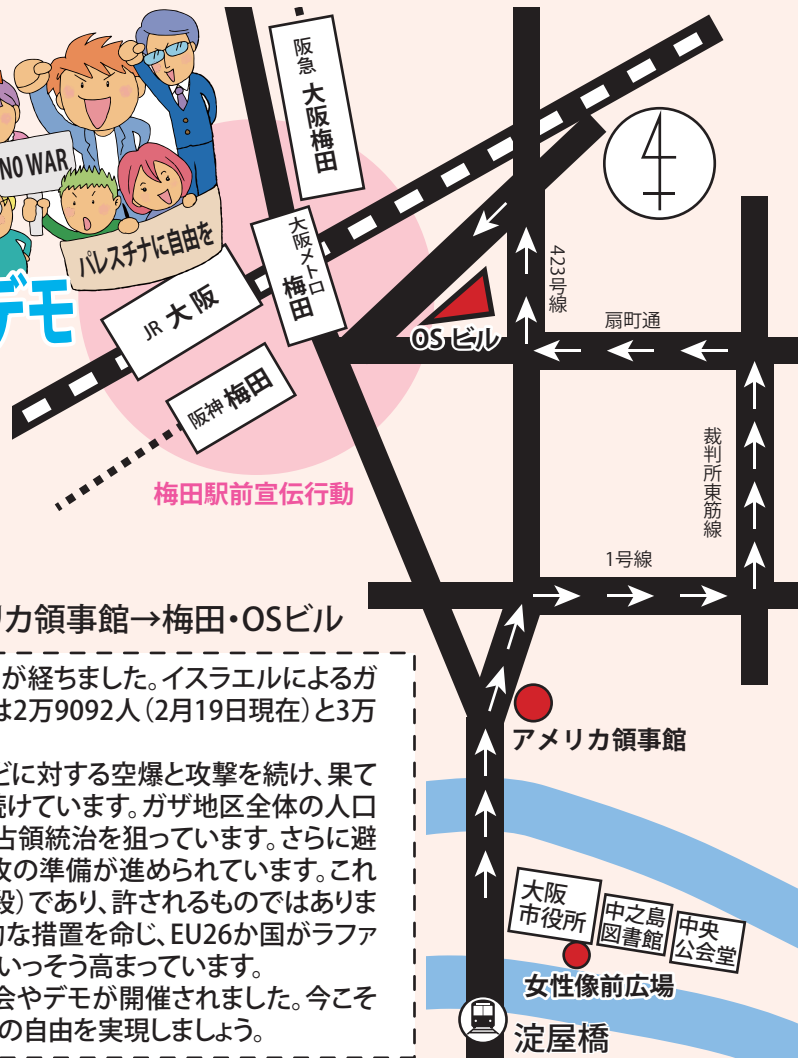 NO WAR
パレスチナに自由を
デモ
阪急 大阪梅田
大阪メトロ 梅田
JR 大阪
阪神 梅田
梅田駅前宣伝行動
OS ビル
423号線
扇町通
裁判所東筋線
1号線
リカ領事館→梅田・OSビル
が経ちました。イスラエルによるガ
は2万9092人（2月19日現在）と3万
どに対する空爆と攻撃を続け、果て
続けています。ガザ地区全体の人口
占領統治を狙っています。さらに避
攻の準備が進められています。これ
段）であり、許されるものではありま
的な措置を命じ、EU26か国がラファ
いっそう高まっています。
会やデモが開催されました。今こそ
の自由を実現しましょう。
アメリカ領事館
大阪
市役所
中之島
図書館
中央
公会堂
女性像前広場
淀屋橋